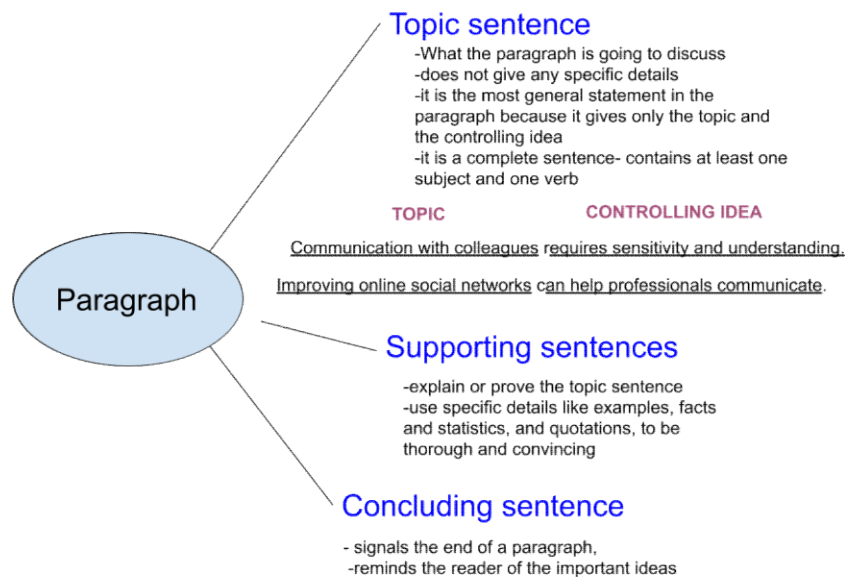 Topic sentence
-What the paragraph is going to discuss
-does not give any specific details
-it is the most general statement in the
paragraph because it gives only the topic and
the controlling idea
-it is a complete sentence- contains at least one
subject and one verb
TOPIC CONTROLLING IDEA
Communication with colleagues requires sensitivity and understanding.
Improving online social networks can help professionals communicate.
Paragraph
Supporting sentences
-explain or prove the topic sentence
-use specific details like examples, facts
and statistics, and quotations, to be
thorough and convincing
Concluding sentence
- signals the end of a paragraph,
-reminds the reader of the important ideas